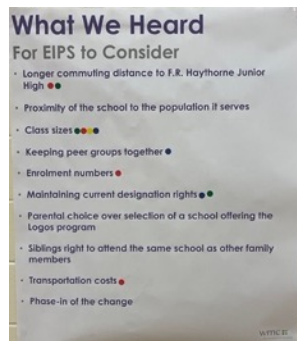 What We Heard
For EIPS to Consider
· Longer commuting distance to F.R. Haythorne Junior
High
· Proximity of the school to the population it serves
· Class sizes
· Keeping peer groups together
· Enrolment numbers
· Maintaining current designation rights
· Parental choice over selection of a school offering the
Logos program
· Siblings right to attend the same school as other family
members
· Transportation costs
· Phase-in of the change